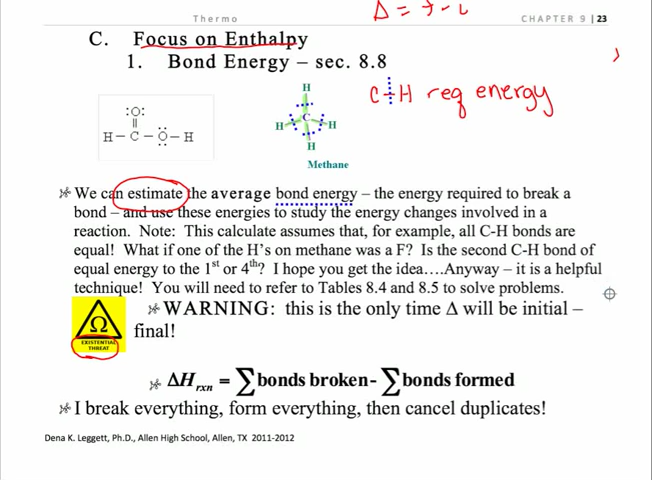 Thermo
CHAPTER 9 | 23
Δ = f - i
C. Focus on Enthalpy
1. Bond Energy – sec. 8.8
C-H req energy
:O:
||
H – C – Ö – H
H
H C H
H
Methane
We can estimate the average bond energy – the energy required to break a
bond – and use these energies to study the energy changes involved in a
reaction. Note: This calculate assumes that, for example, all C-H bonds are
equal! What if one of the H's on methane was a F? Is the second C-H bond of
equal energy to the 1st or 4th? I hope you get the idea….Anyway – it is a helpful
technique! You will need to refer to Tables 8.4 and 8.5 to solve problems.
WARNING: this is the only time Δ will be initial –
final!
Ω
EXISTENTIAL
THREAT
ΔHrxn = ∑bonds broken- ∑bonds formed
I break everything, form everything, then cancel duplicates!
Dena K. Leggett, Ph.D., Allen High School, Allen, TX 2011-2012